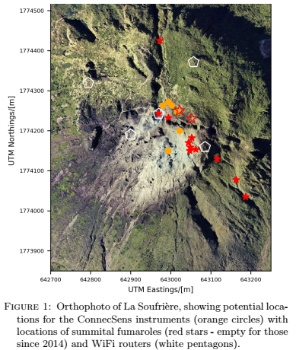 1774500
1774400
1774300
1774200
1774100
1774000
1773900
UTM Northings/[m]
642700 642800 642900 643000 643100 643200
UTM Eastings/[m]
FIGURE 1: Orthophoto of La Soufrière, showing potential loca-
tions for the ConnecSens instruments (orange circles) with
locations of summital fumaroles (red stars - empty for those
since 2014) and WiFi routers (white pentagons).